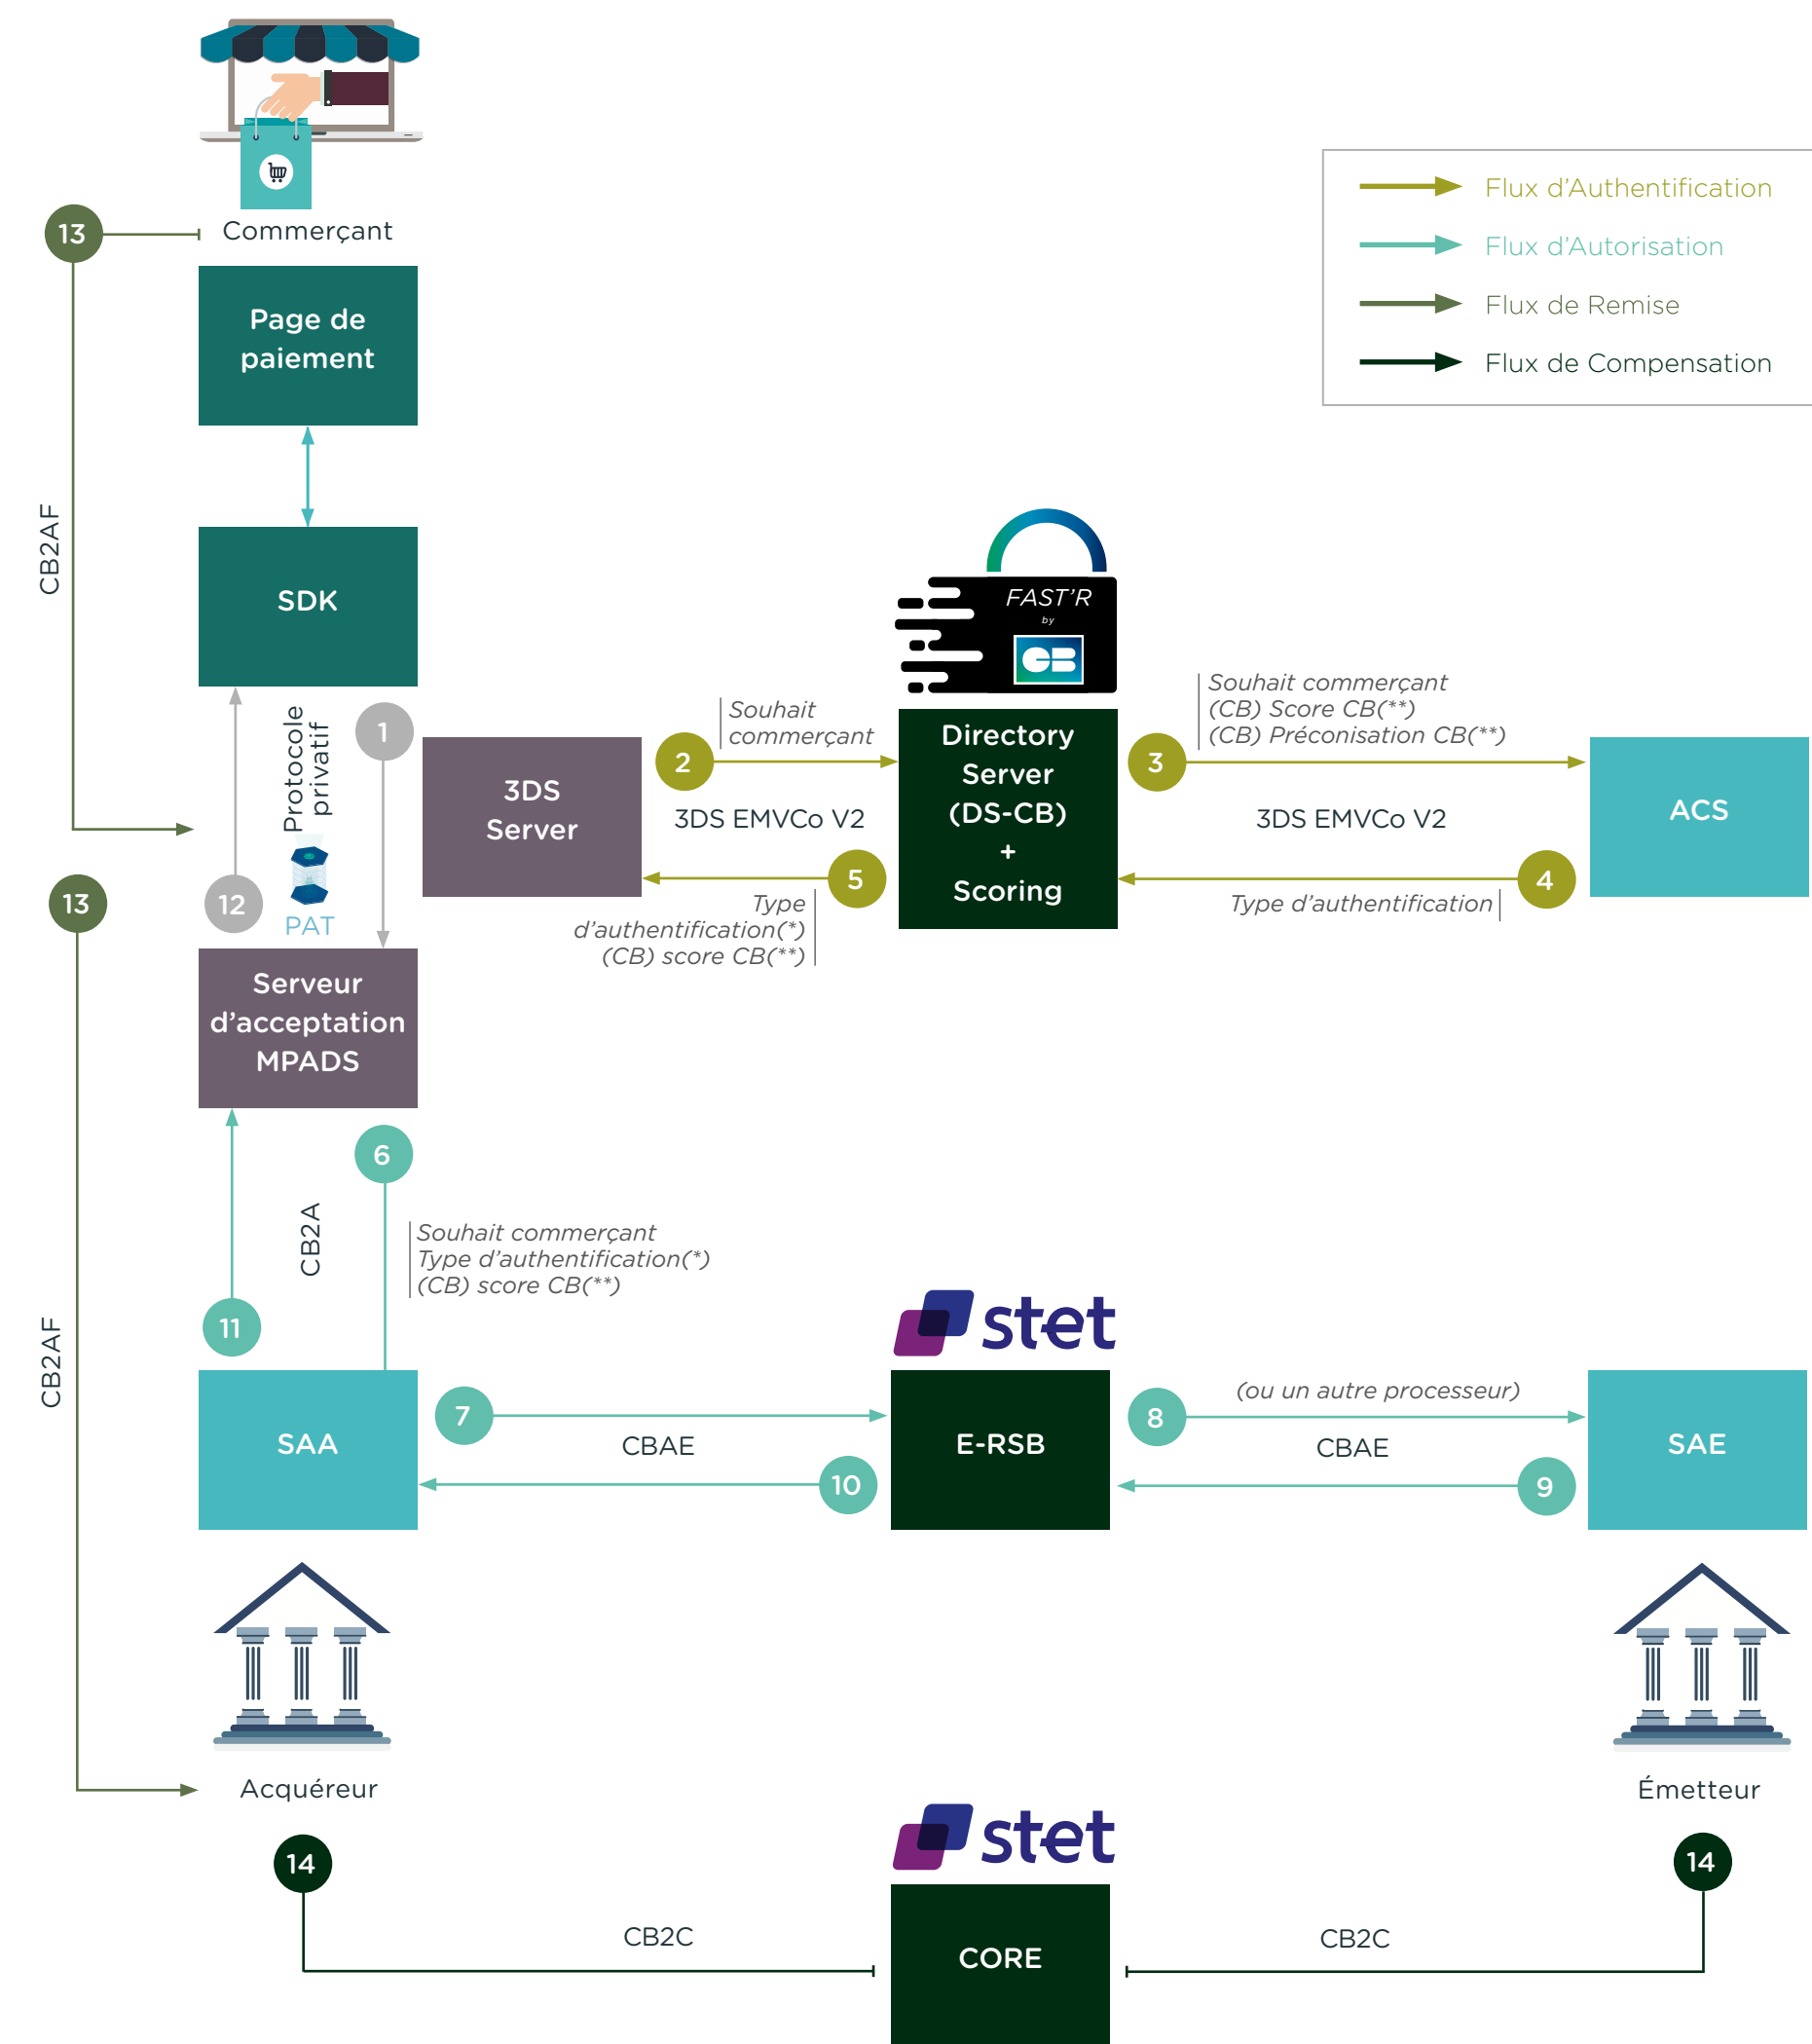 13
Commerçant
Flux d'Authentification
Flux d'Autorisation
Flux de Remise
Flux de Compensation
Page de
paiement
CB2AF
SDK
FAST'R
by
CB
Protocole
privatif
PAT
1
12
3DS
Server
2
Souhait
commerçant
3DS EMVCo V2
5
Type
d'authentification(*)
(CB) score CB(**)
Directory
Server
(DS-CB)
+
Scoring
3
Souhait commerçant
(CB) Score CB(**)
(CB) Préconisation CB(**)
3DS EMVCo V2
4
Type d'authentification
ACS
13
Serveur
d'acceptation
MPADS
6
CB2A
Souhait commerçant
Type d'authentification(*)
(CB) score CB(**)
11
CB2AF
stet
SAA
7
CBAE
10
E-RSB
8
(ou un autre processeur)
CBAE
9
SAE
Acquéreur
Émetteur
stet
14
CB2C
CORE
CB2C
14